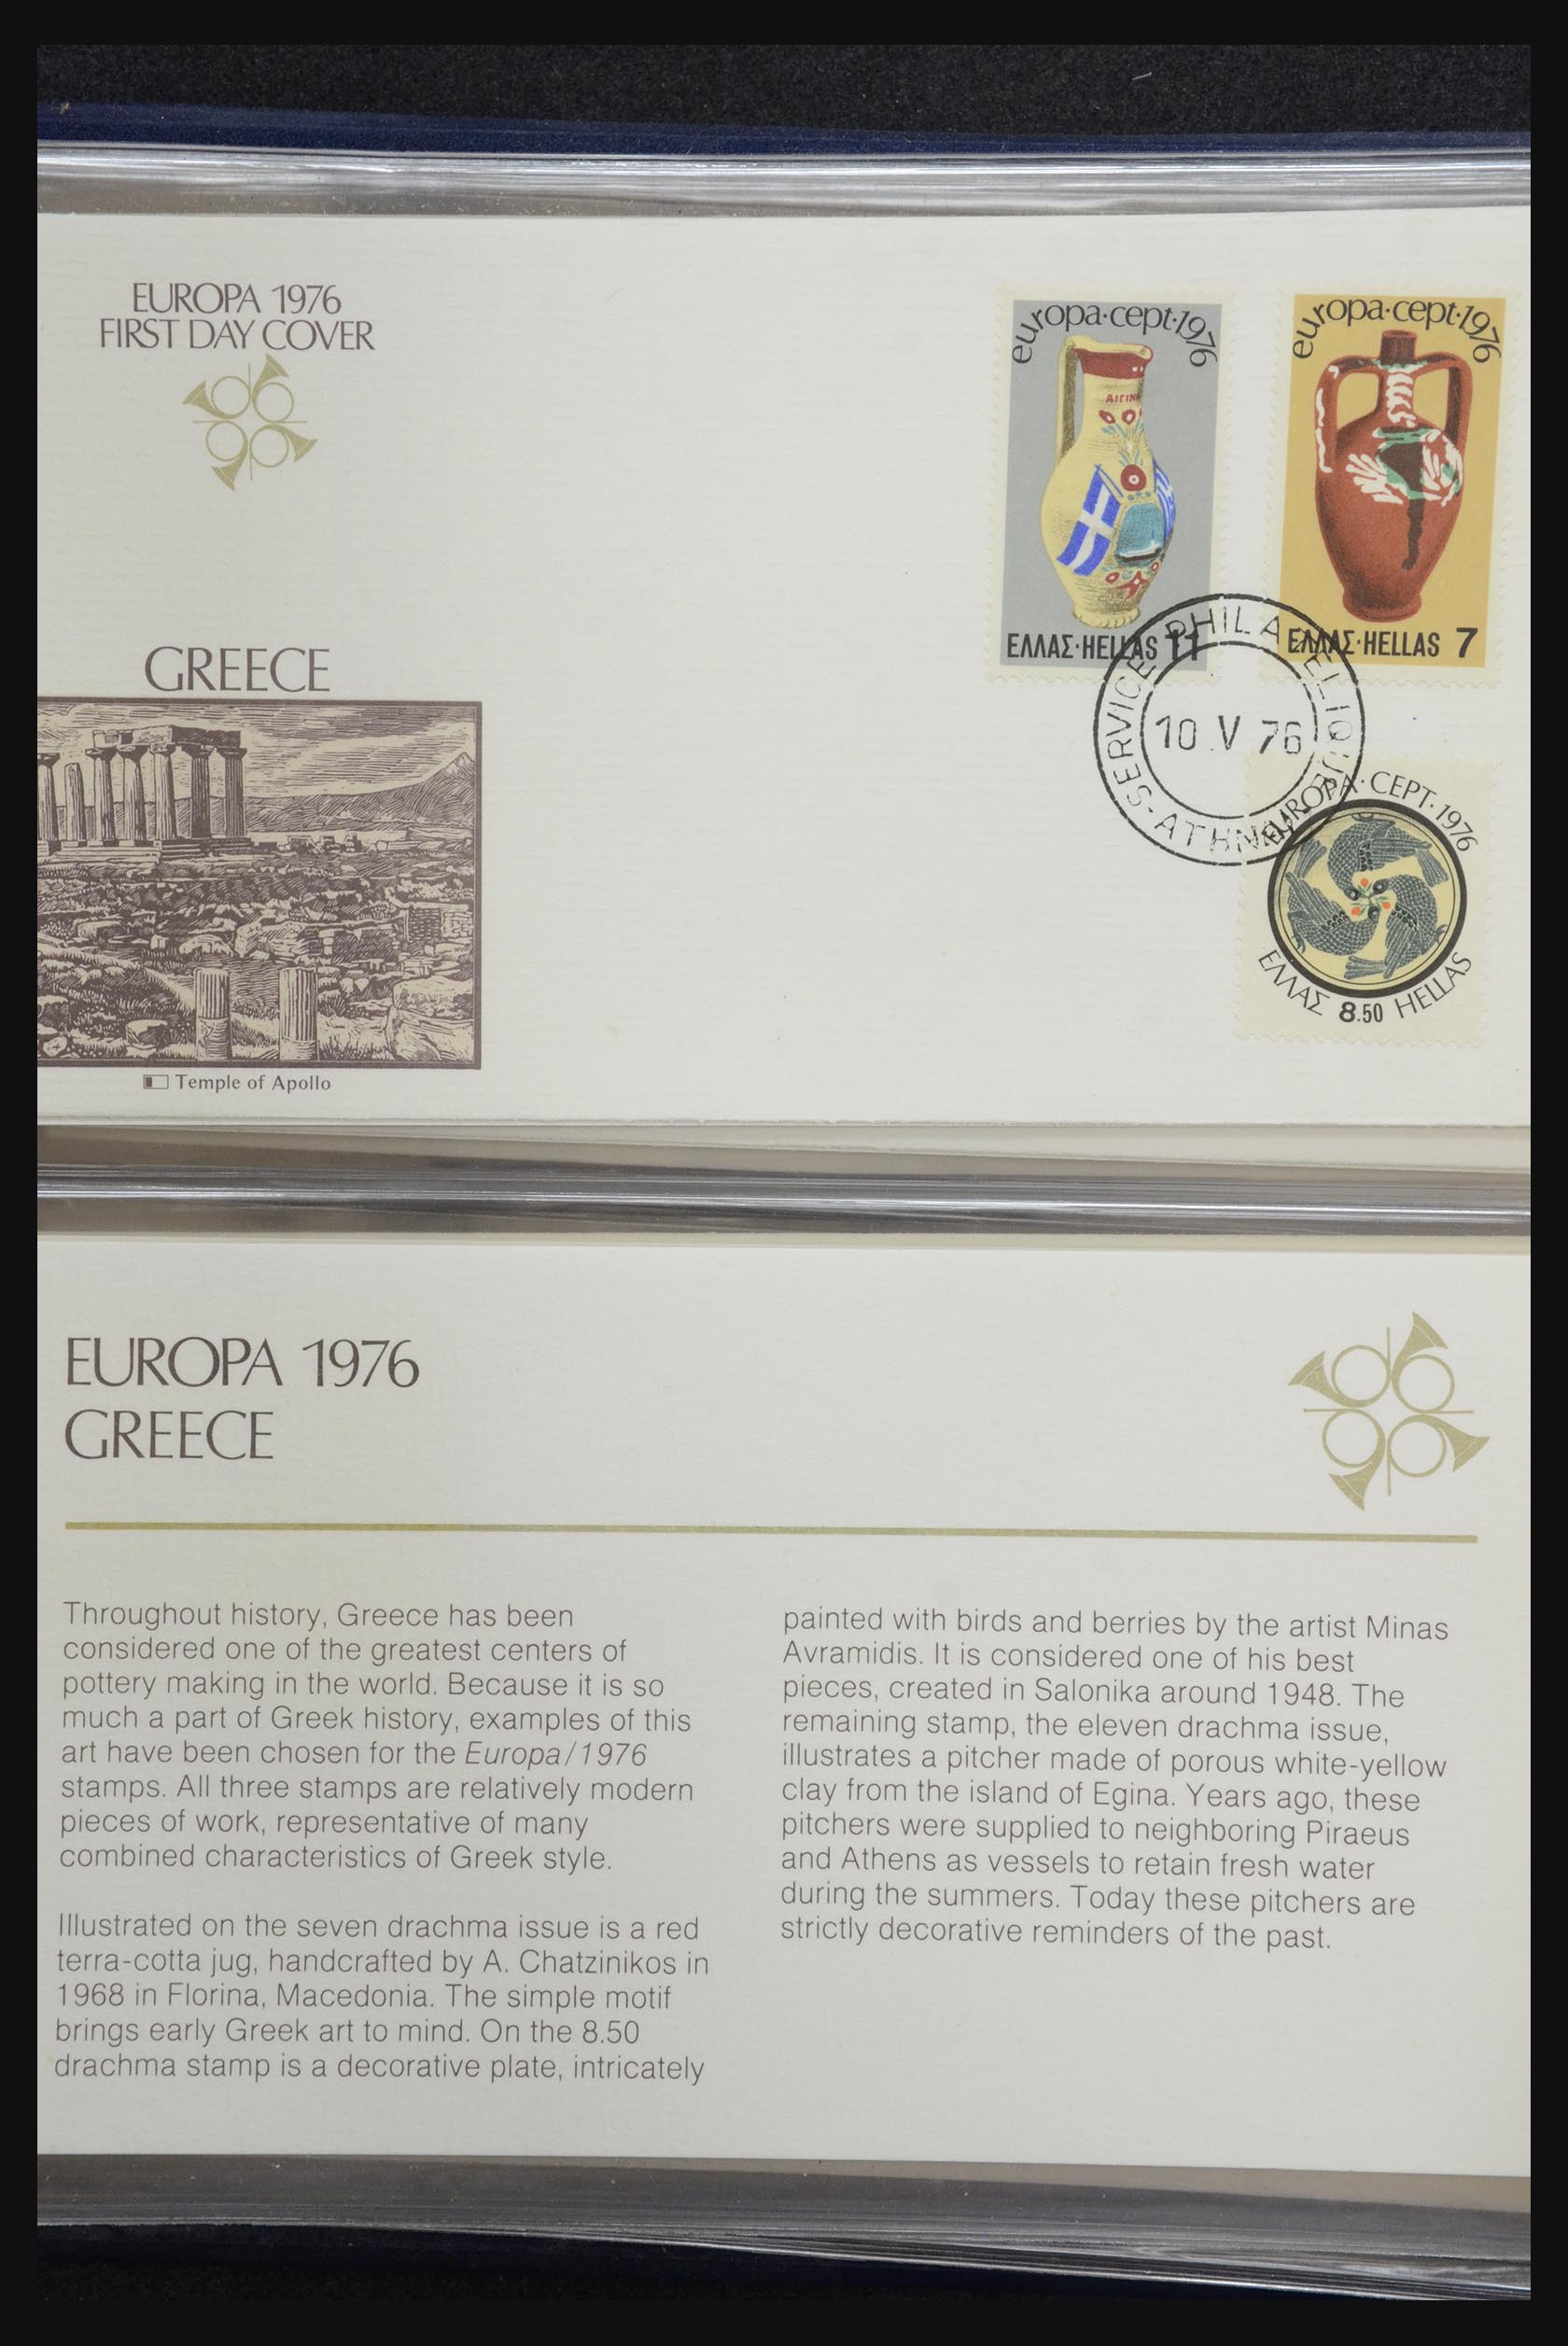 EUROPA 1976
FIRST DAY COVER
GREECE
Temple of Apollo
europa·cept·1976
ΑΙΓΙΝΑ
ΕΛΛΑΣ·HELLAS 11
europa·cept·1976
ΕΛΛΑΣ·HELLAS 7
SERVICE PHILATELIQUE
10 V 76
-ATHNAI-
EUROPA·CEPT·1976
ΕΛΛΑΣ 8.50 HELLAS
EUROPA 1976
GREECE
Throughout history, Greece has been
considered one of the greatest centers of
pottery making in the world. Because it is so
much a part of Greek history, examples of this
art have been chosen for the Europa/1976
stamps. All three stamps are relatively modern
pieces of work, representative of many
combined characteristics of Greek style.
Illustrated on the seven drachma issue is a red
terra-cotta jug, handcrafted by A. Chatzinikos in
1968 in Florina, Macedonia. The simple motif
brings early Greek art to mind. On the 8.50
drachma stamp is a decorative plate, intricately
painted with birds and berries by the artist Minas
Avramidis. It is considered one of his best
pieces, created in Salonika around 1948. The
remaining stamp, the eleven drachma issue,
illustrates a pitcher made of porous white-yellow
clay from the island of Egina. Years ago, these
pitchers were supplied to neighboring Piraeus
and Athens as vessels to retain fresh water
during the summers. Today these pitchers are
strictly decorative reminders of the past.